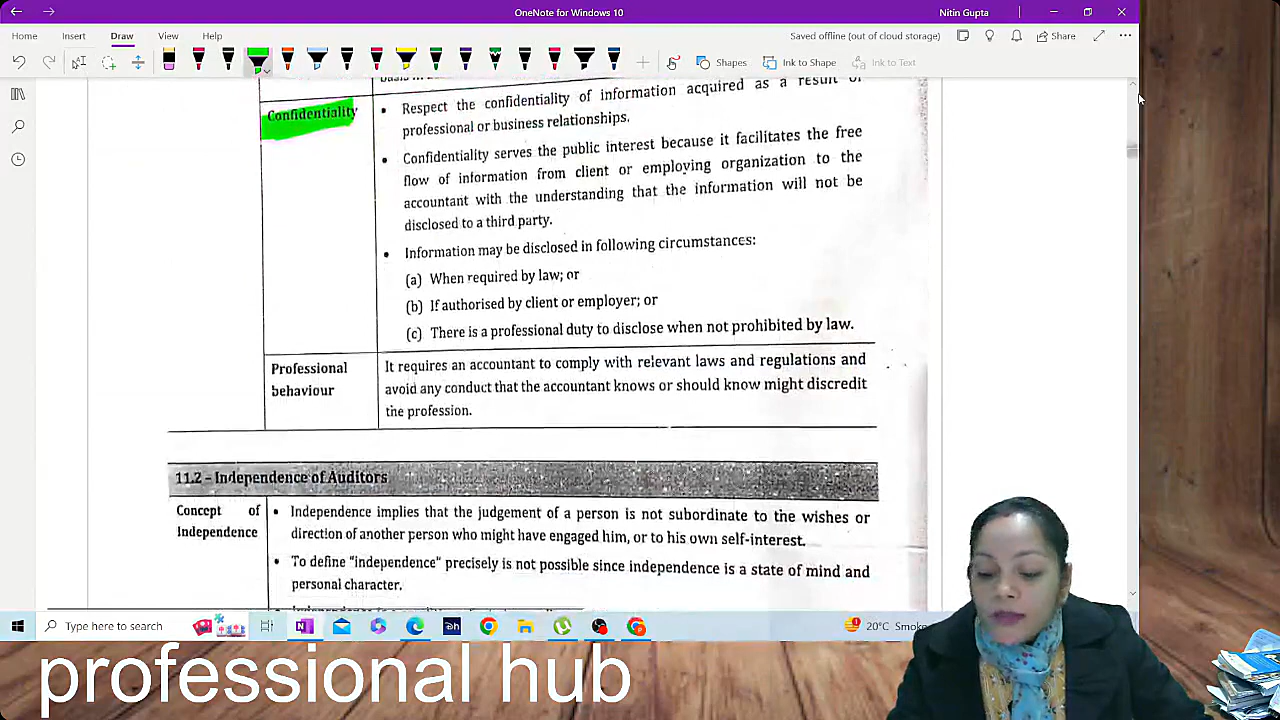 OneNote for Windows 10
Nitin Gupta
Home Insert Draw View Help
Saved offline (out of cloud storage)
Share
Shapes
Ink to Shape
Ink to Text
Confidentiality
• Respect the confidentiality of information acquired as a result of
professional or business relationships.
• Confidentiality serves the public interest because it facilitates the free
flow of information from client or employing organization to the
accountant with the understanding that the information will not be
disclosed to a third party.
• Information may be disclosed in following circumstances:
(a) When required by law; or
(b) If authorised by client or employer; or
(c) There is a professional duty to disclose when not prohibited by law.
Professional
behaviour
It requires an accountant to comply with relevant laws and regulations and
avoid any conduct that the accountant knows or should know might discredit
the profession.
11.2 – Independence of Auditors
Concept of
Independence
• Independence implies that the judgement of a person is not subordinate to the wishes or
direction of another person who might have engaged him, or to his own self-interest.
• To define "independence" precisely is not possible since independence is a state of mind and
personal character.
Type here to search
20°C Smoke
professional hub